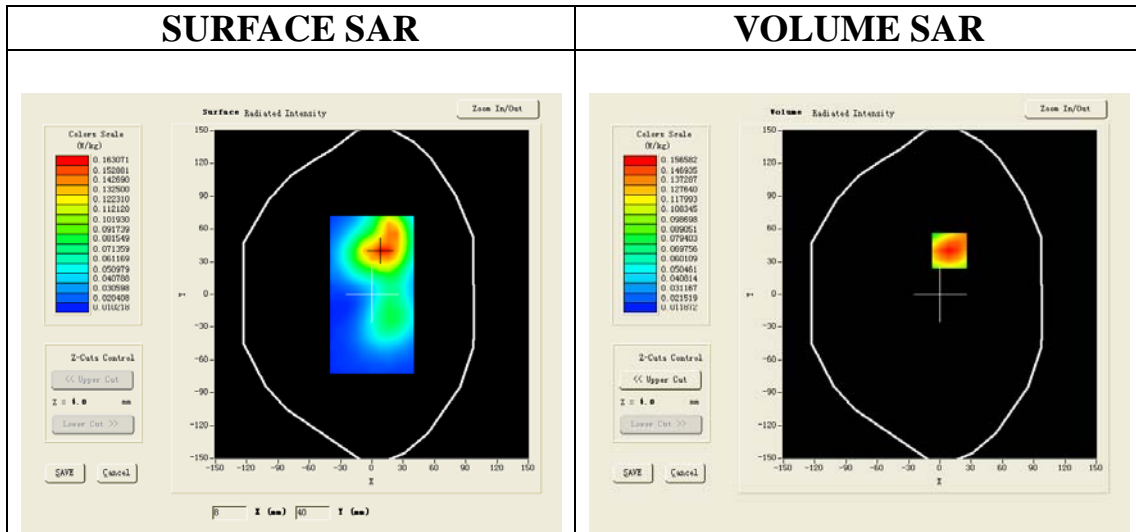 SURFACE SAR
VOLUME SAR
Surface Radiated Intensity
Zoom In/Out
Colors Scale
(W/kg)
0.163071
0.152881
0.142690
0.132500
0.122310
0.112120
0.101930
0.091739
0.081549
0.071359
0.061169
0.050979
0.040788
0.030598
0.020408
0.010218
150
120
90
60
30
0
-30
-60
-90
-120
-150
Y
-150 -120 -90 -60 -30 0 30 60 90 120 150
X
Z-Cuts Control
<< Upper Cut
Z = 4.0 mm
Lower Cut >>
SAVE Cancel
8 X (mm) 40 Y (mm)
Volume Radiated Intensity
Zoom In/Out
Colors Scale
(W/kg)
0.156582
0.146935
0.137287
0.127640
0.117993
0.108345
0.098698
0.089051
0.079403
0.069756
0.060109
0.050461
0.040814
0.031167
0.021519
0.011872
150
120
90
60
30
0
-30
-60
-90
-120
-150
Y
-150 -120 -90 -60 -30 0 30 60 90 120 150
X
Z-Cuts Control
<< Upper Cut
Z = 4.0 mm
Lower Cut >>
SAVE Cancel